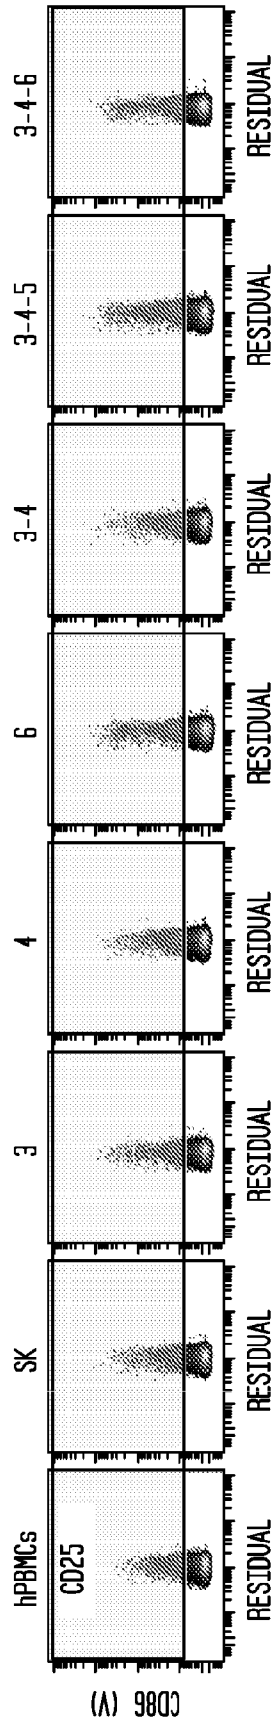 hPBMCs
SK
3
4
6
3-4
3-4-5
3-4-6
CD25
CD86 (V)
RESIDUAL
RESIDUAL
RESIDUAL
RESIDUAL
RESIDUAL
RESIDUAL
RESIDUAL
RESIDUAL